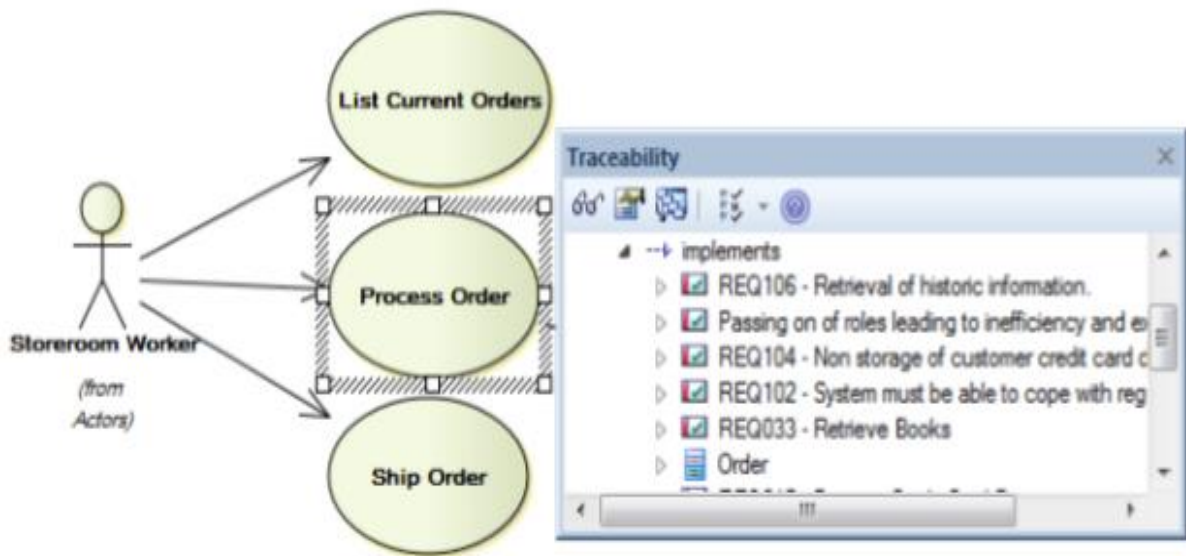 List Current Orders
Process Order
Storeroom Worker
(from
Actors)
Ship Order
Traceability
implements
REQ106 - Retrieval of historic information.
Passing on of roles leading to inefficiency and
REQ104 - Non storage of customer credit card
REQ102 - System must be able to cope with
REQ033 - Retrieve Books
Order